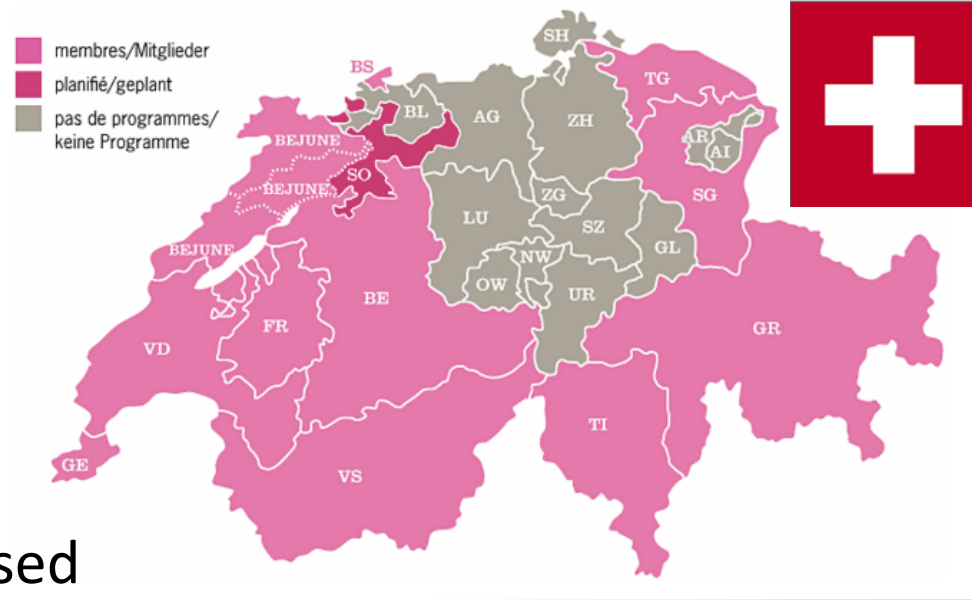 membres/Mitglieder
planifié/geplant
pas de programmes/
keine Programme
SH
BS
TG
BL
AG
ZH
BEJUNE
AR
AI
SO
BEJUNE
ZG
SG
LU
SZ
BEJUNE
NW
GL
OW
UR
BE
FR
GR
VD
TI
GE
VS
sed